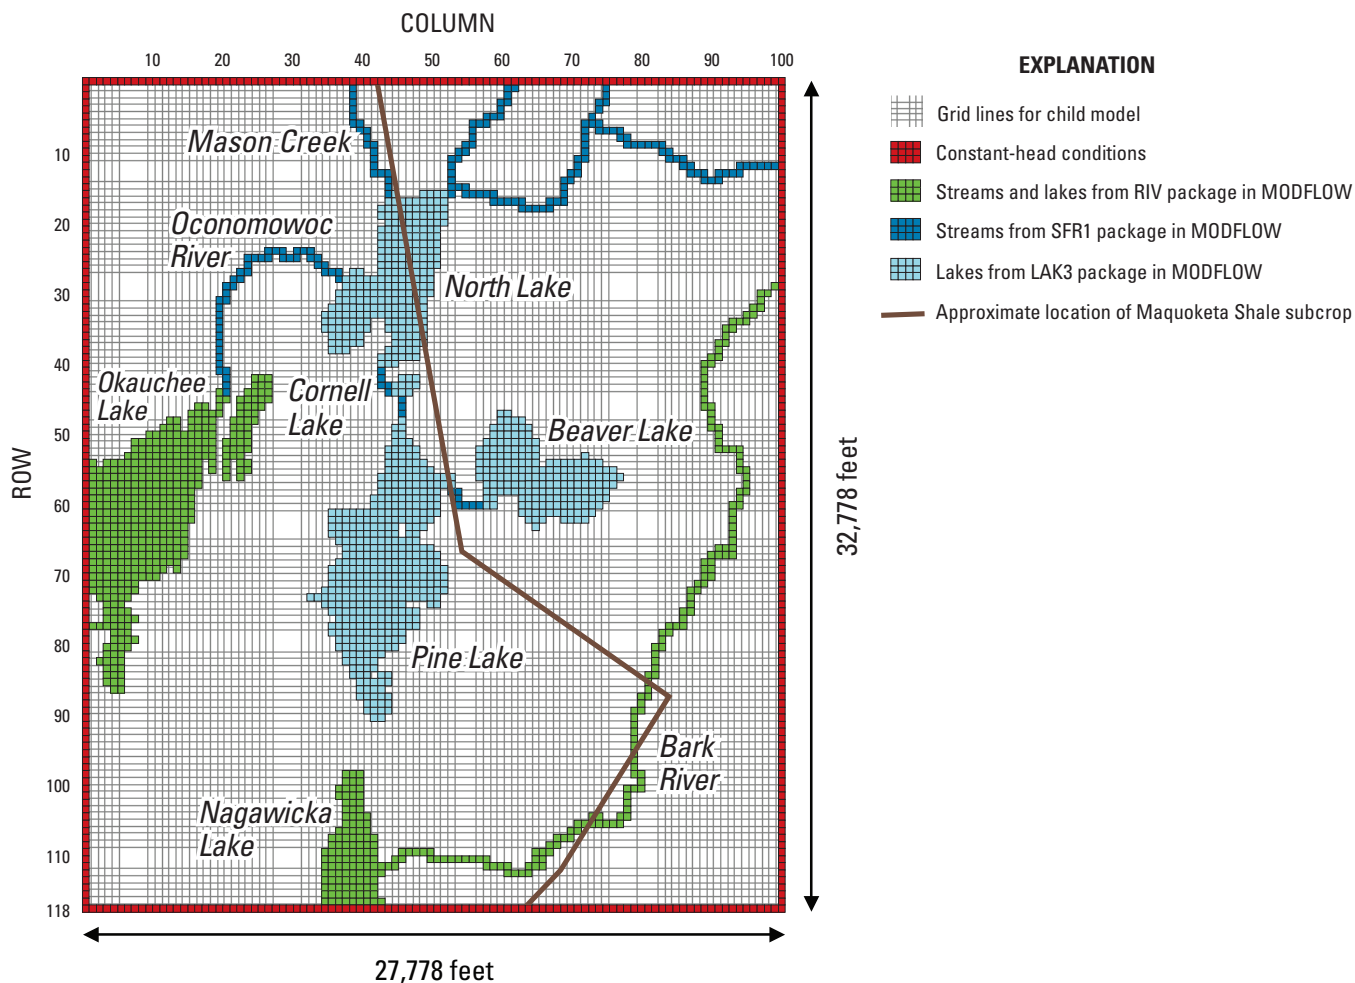 COLUMN
10 20 30 40 50 60 70 80 90 100
EXPLANATION
Grid lines for child model
Constant-head conditions
Streams and lakes from RIV package in MODFLOW
Streams from SFR1 package in MODFLOW
Lakes from LAK3 package in MODFLOW
Approximate location of Maquoketa Shale subcrop
ROW
10
20
30
40
50
60
70
80
90
100
110
118
Mason Creek
Oconomowoc
River
North Lake
Okauchee
Lake
Cornell
Lake
Beaver Lake
Pine Lake
Bark
River
Nagawicka
Lake
32,778 feet
27,778 feet